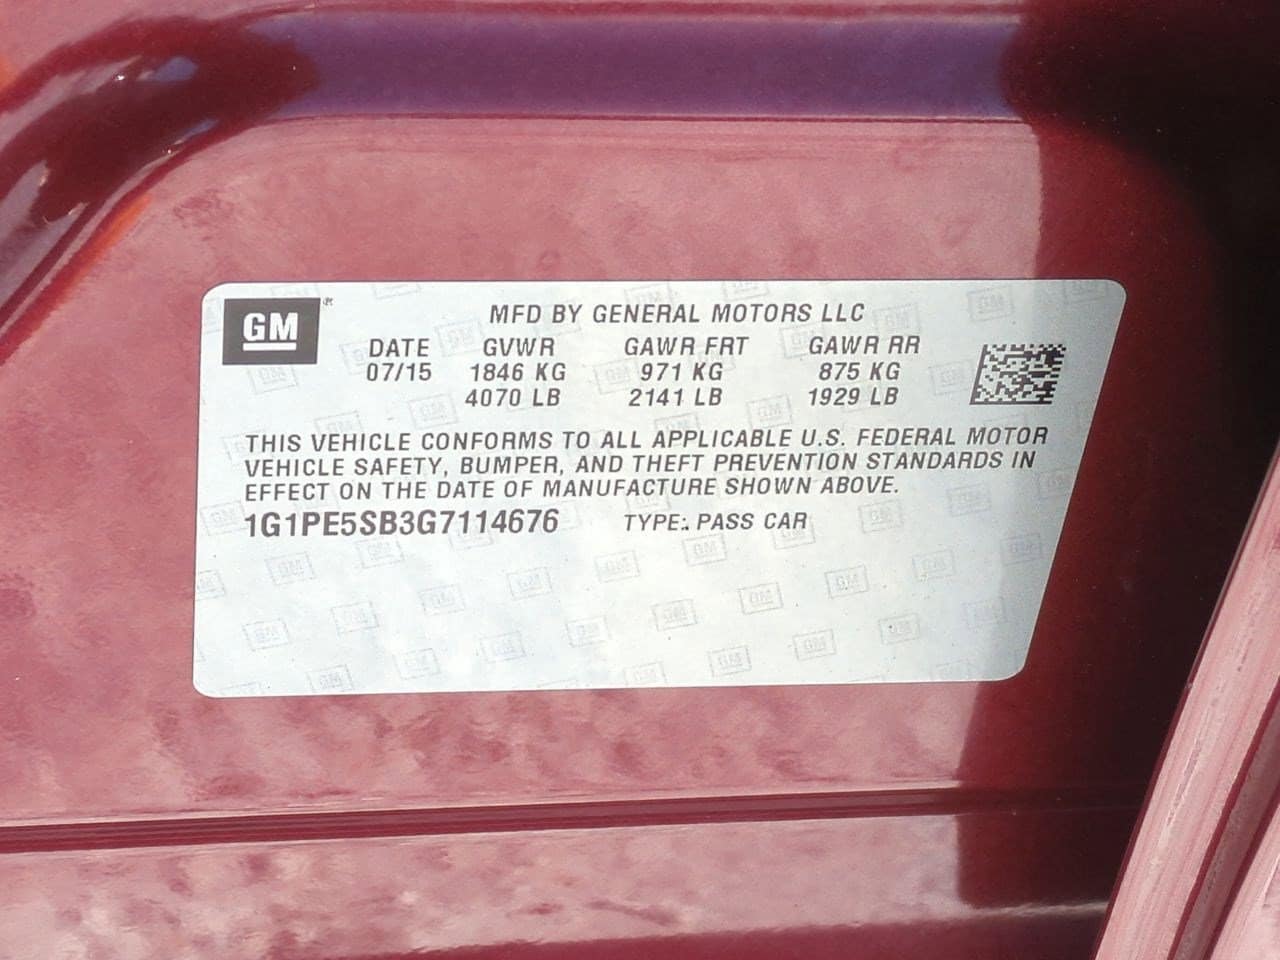 GM®
MFD BY GENERAL MOTORS LLC
DATE GVWR GAWR FRT GAWR RR
07/15 1846 KG 971 KG 875 KG
4070 LB 2141 LB 1929 LB
THIS VEHICLE CONFORMS TO ALL APPLICABLE U.S. FEDERAL MOTOR
VEHICLE SAFETY, BUMPER, AND THEFT PREVENTION STANDARDS IN
EFFECT ON THE DATE OF MANUFACTURE SHOWN ABOVE.
1G1PE5SB3G7114676 TYPE: PASS CAR